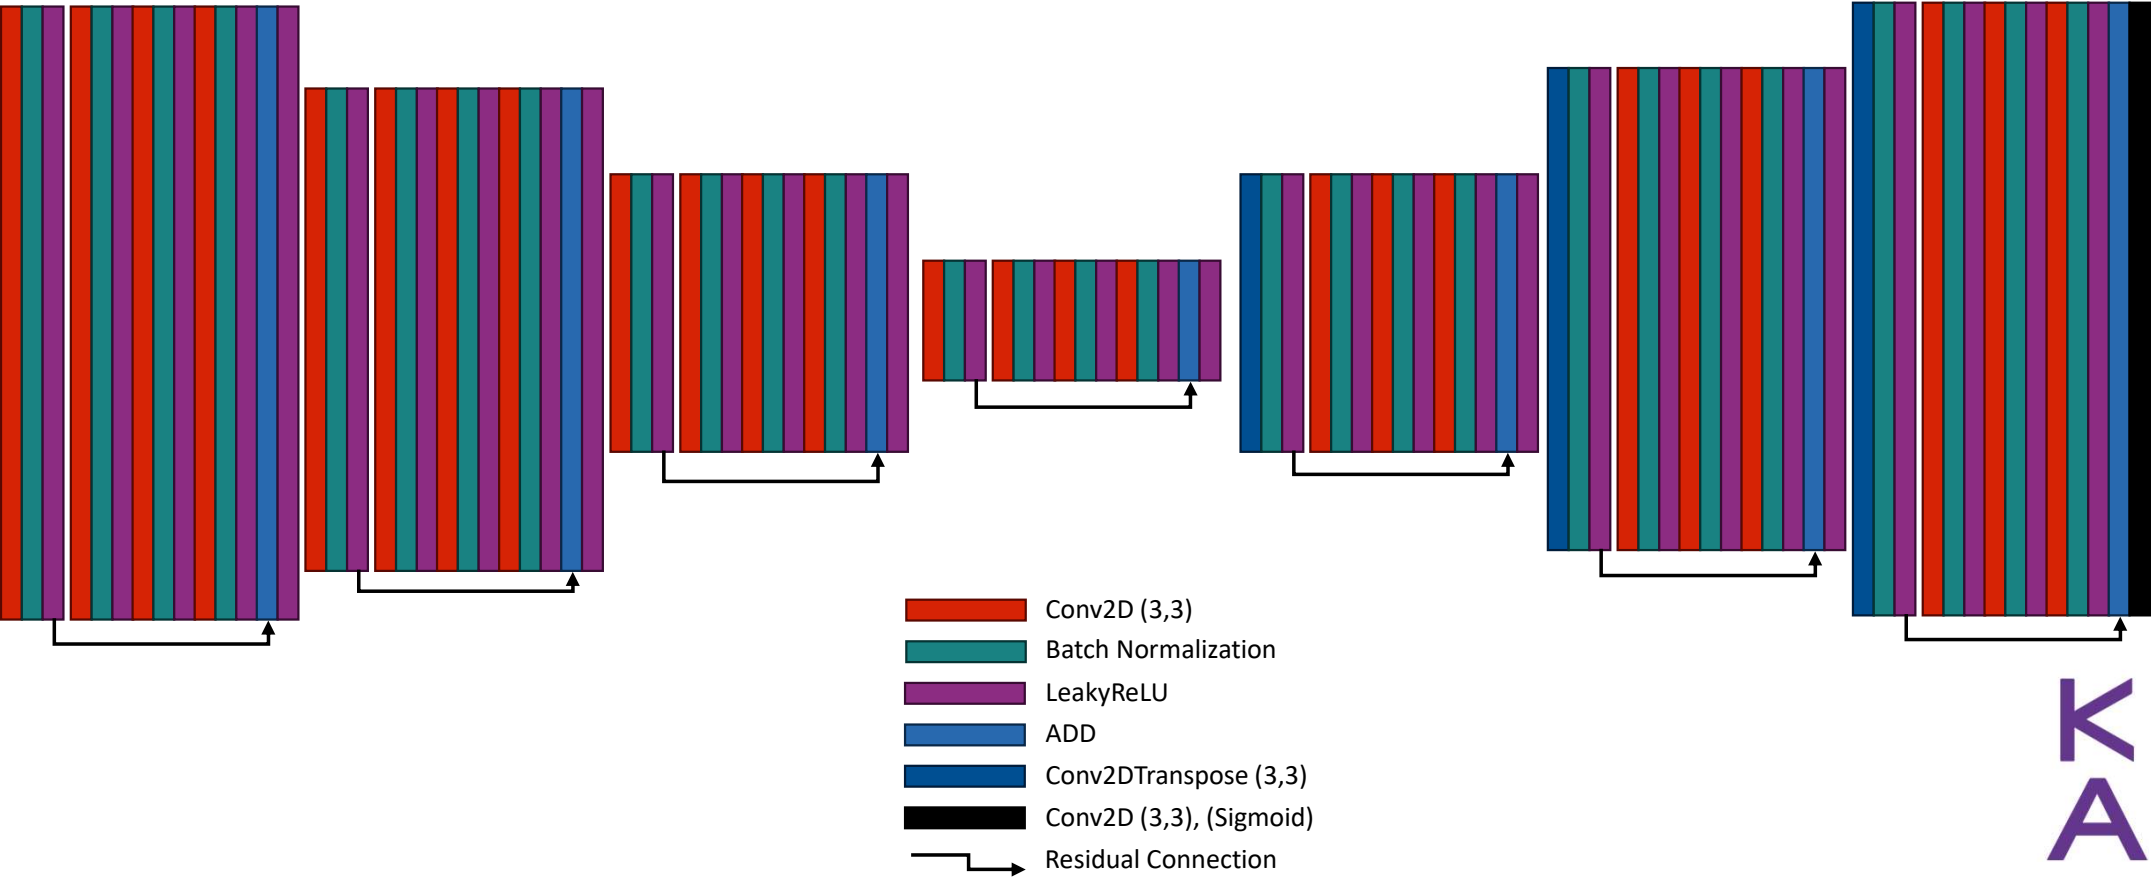 Conv2D (3,3)
Batch Normalization
LeakyReLU
ADD
Conv2DTranspose (3,3)
Conv2D (3,3), (Sigmoid)
Residual Connection
K
A